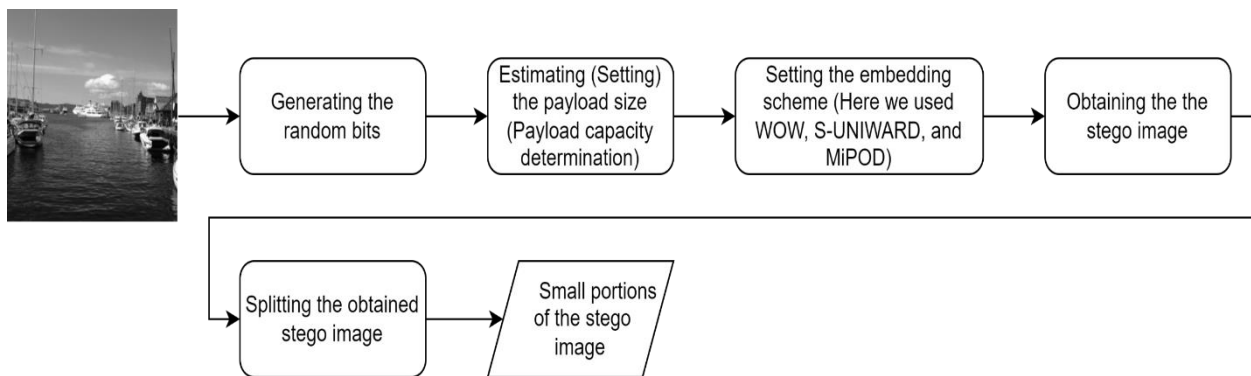 Generating the
random bits
Estimating (Setting)
the payload size
(Payload capacity
determination)
Setting the embedding
scheme (Here we used
WOW, S-UNIWARD, and
MiPOD)
Obtaining the the
stego image
Splitting the obtained
stego image
Small portions
of the stego
image